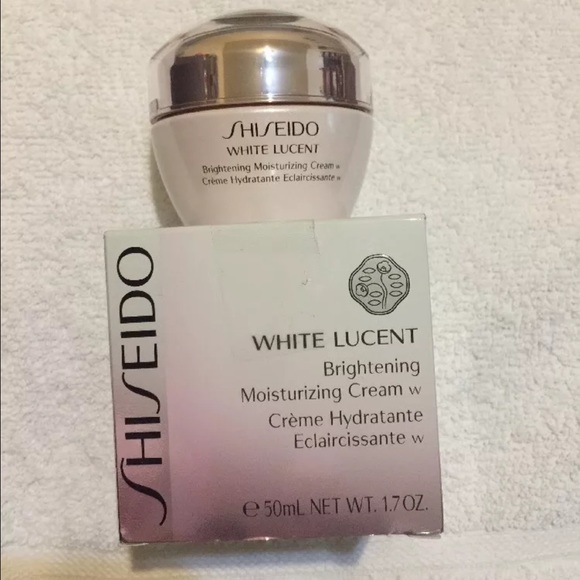 SHISEIDO
WHITE LUCENT
Brightening Moisturizing Cream w
Crème Hydratante Eclaircissante w
SHISEIDO
WHITE LUCENT
Brightening
Moisturizing Cream w
Crème Hydratante
Eclaircissante w
℮ 50mL NET WT. 1.7 OZ.